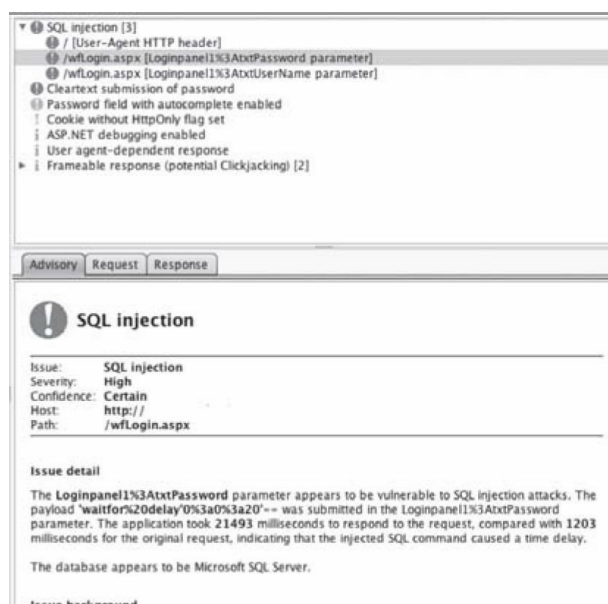 SQL injection [3]
/ [User-Agent HTTP header]
/wfLogin.aspx [Loginpanel1%3AtxtPassword parameter]
/wfLogin.aspx [Loginpanel1%3AtxtUserName parameter]
Cleartext submission of password
Password field with autocomplete enabled
Cookie without HttpOnly flag set
ASP.NET debugging enabled
User agent-dependent response
Frameable response (potential Clickjacking) [2]
Advisory Request Response
SQL injection
Issue: SQL injection
Severity: High
Confidence: Certain
Host: http://
Path: /wfLogin.aspx
Issue detail
The Loginpanel1%3AtxtPassword parameter appears to be vulnerable to SQL injection attacks. The
payload 'waitfor%20delay'0%3a0%3a20'-- was submitted in the Loginpanel1%3AtxtPassword
parameter. The application took 21493 milliseconds to respond to the request, compared with 1203
milliseconds for the original request, indicating that the injected SQL command caused a time delay.
The database appears to be Microsoft SQL Server.